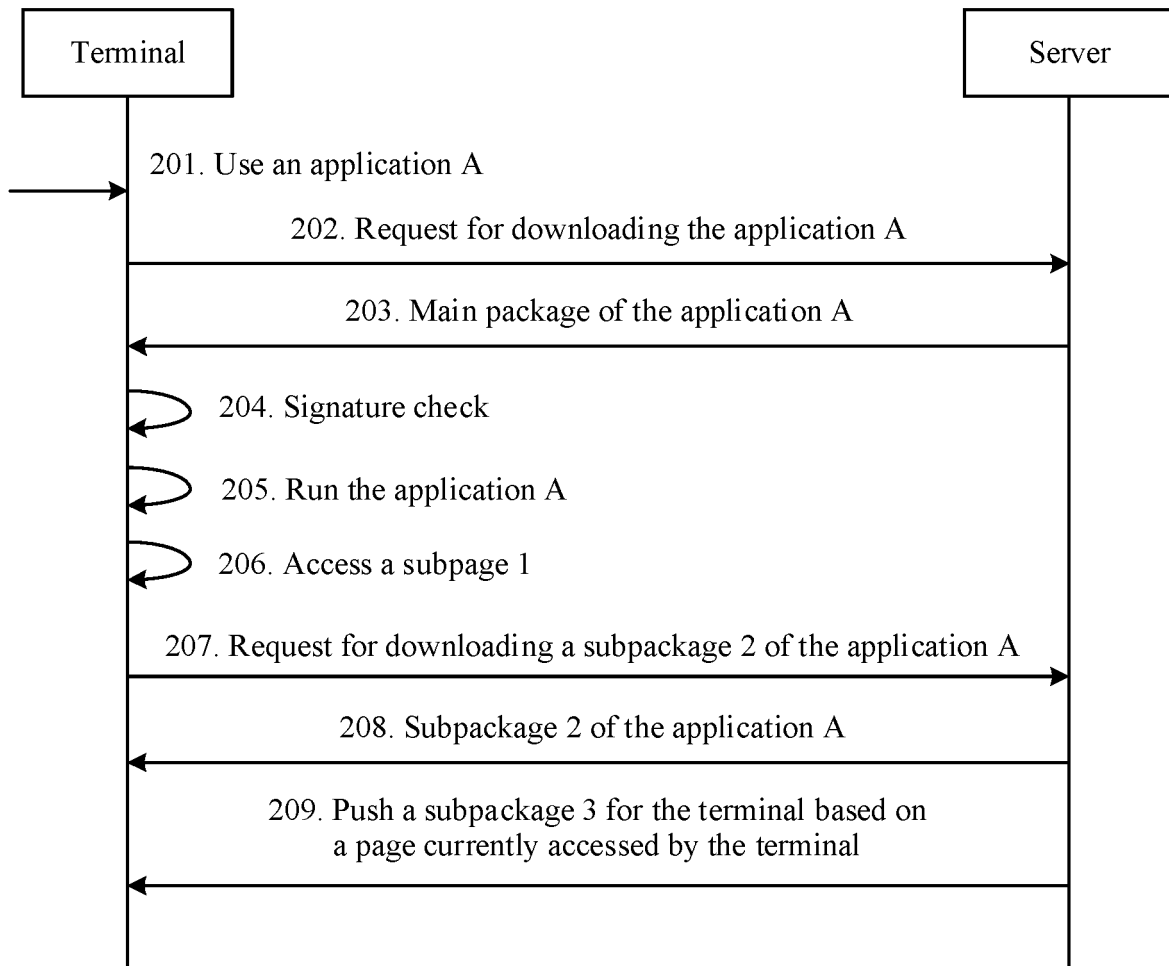 Terminal
Server
201. Use an application A
202. Request for downloading the application A
203. Main package of the application A
204. Signature check
205. Run the application A
206. Access a subpage 1
207. Request for downloading a subpackage 2 of the application A
208. Subpackage 2 of the application A
209. Push a subpackage 3 for the terminal based on
a page currently accessed by the terminal